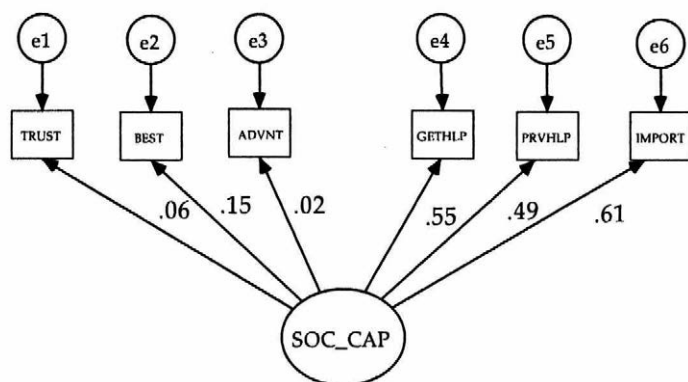 e1 e2 e3 e4 e5 e6
TRUST BEST ADVNT GETHLP PRVHLP IMPORT
.06 .15 .02 .55 .49 .61
SOC_CAP